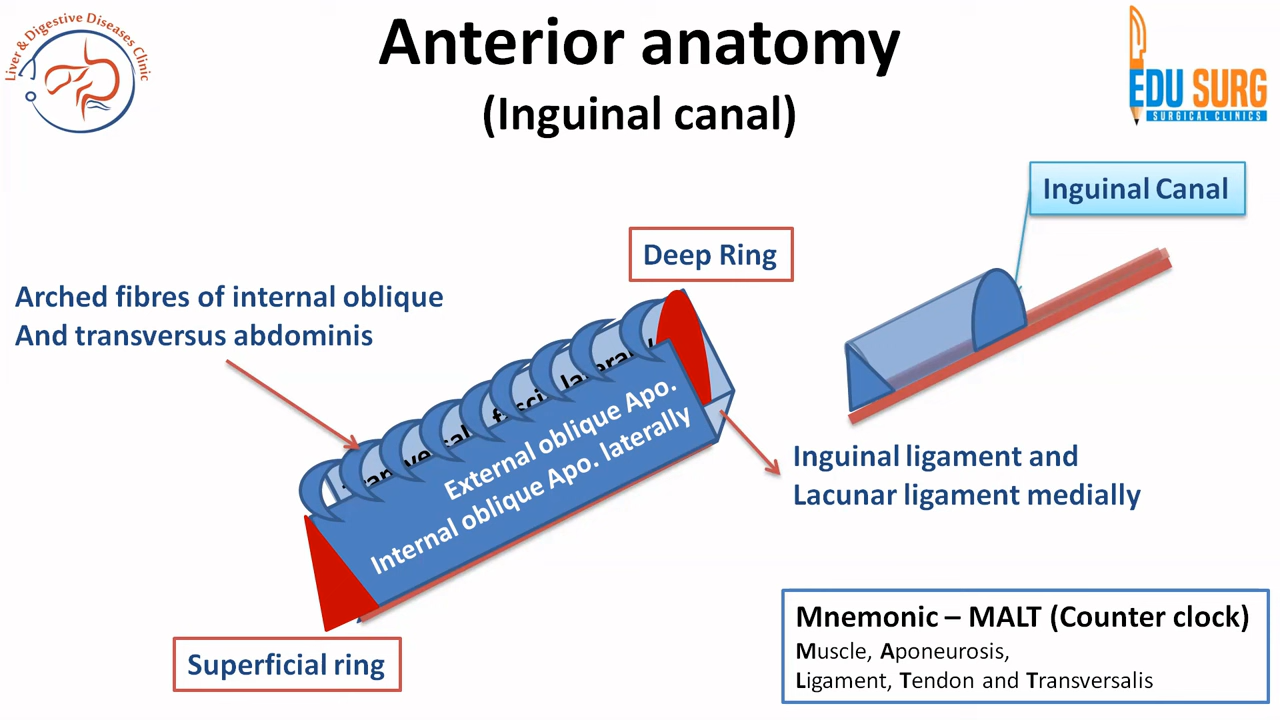 Liver & Digestive Diseases Clinic
Anterior anatomy
(Inguinal canal)
EDU SURG
SURGICAL CLINICS
Inguinal Canal
Deep Ring
Arched fibres of internal oblique
And transversus abdominis
laterally
External oblique Apo.
Internal oblique Apo. laterally
Inguinal ligament and
Lacunar ligament medially
Superficial ring
Mnemonic – MALT (Counter clock)
Muscle, Aponeurosis,
Ligament, Tendon and Transversalis